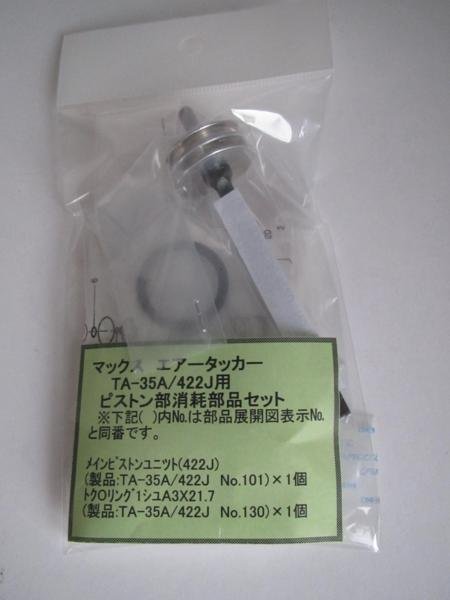 マックス エアータッカー
TA-35A/422J用
ピストン部消耗部品セット
※下記( )内No.は部品展開図表示No.
と同番です。
メインピストンユニット(422J)
(製品:TA-35A/422J No.101)×1個
トクOリング1シュA3X21.7
(製品:TA-35A/422J No.130)×1個